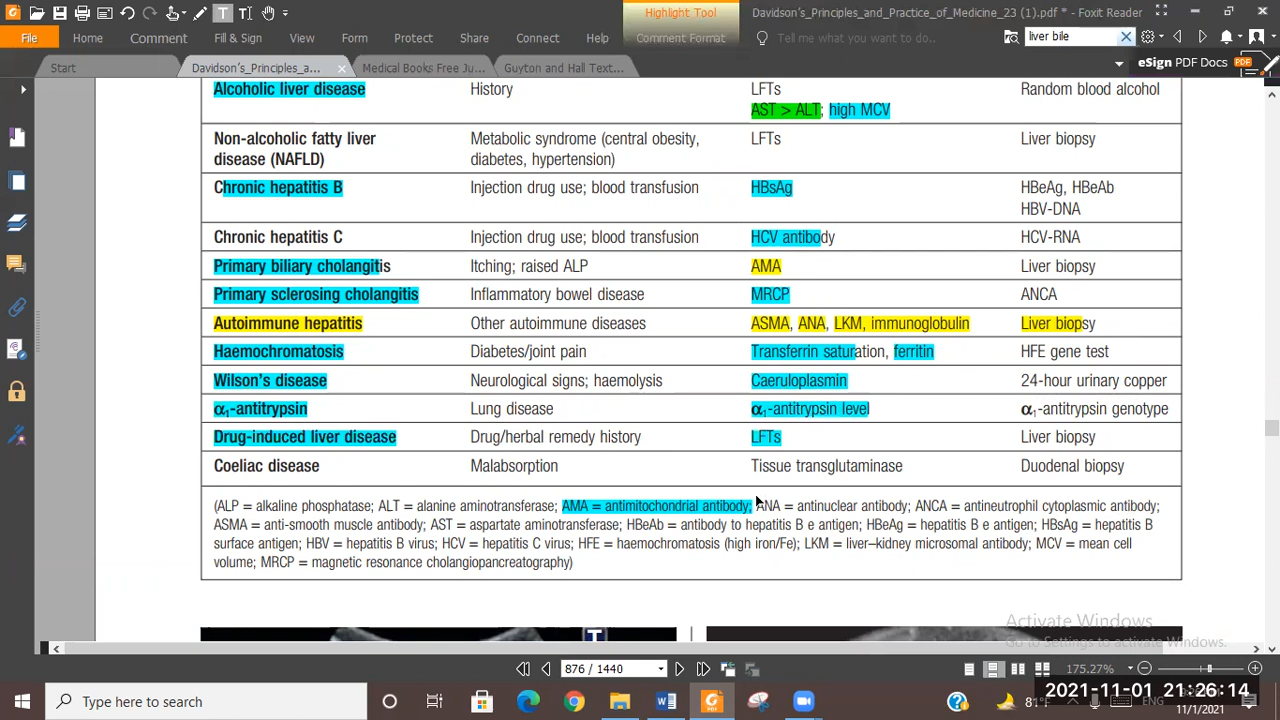 Highlight Tool
Davidson's_Principles_and_Practice_of_Medicine_23 (1).pdf * - Foxit Reader
File Home Comment Fill & Sign View Form Protect Share Connect Help Comment Format Tell me what you want to do.. liver bile
Start Davidson's_Principles_a... Medical Books Free Ju... Guyton and Hall Text... eSign PDF Docs
Alcoholic liver disease History LFTs Random blood alcohol
AST > ALT; high MCV
Non-alcoholic fatty liver Metabolic syndrome (central obesity, LFTs Liver biopsy
disease (NAFLD) diabetes, hypertension)
Chronic hepatitis B Injection drug use; blood transfusion HBsAg HBeAg, HBeAb
HBV-DNA
Chronic hepatitis C Injection drug use; blood transfusion HCV antibody HCV-RNA
Primary biliary cholangitis Itching; raised ALP AMA Liver biopsy
Primary sclerosing cholangitis Inflammatory bowel disease MRCP ANCA
Autoimmune hepatitis Other autoimmune diseases ASMA, ANA, LKM, immunoglobulin Liver biopsy
Haemochromatosis Diabetes/joint pain Transferrin saturation, ferritin HFE gene test
Wilson's disease Neurological signs; haemolysis Caeruloplasmin 24-hour urinary copper
α₁-antitrypsin Lung disease α₁-antitrypsin level α₁-antitrypsin genotype
Drug-induced liver disease Drug/herbal remedy history LFTs Liver biopsy
Coeliac disease Malabsorption Tissue transglutaminase Duodenal biopsy
(ALP = alkaline phosphatase; ALT = alanine aminotransferase; AMA = antimitochondrial antibody; ANA = antinuclear antibody; ANCA = antineutrophil cytoplasmic antibody;
ASMA = anti-smooth muscle antibody; AST = aspartate aminotransferase; HBeAb = antibody to hepatitis B e antigen; HBeAg = hepatitis B e antigen; HBsAg = hepatitis B
surface antigen; HBV = hepatitis B virus; HCV = hepatitis C virus; HFE = haemochromatosis (high iron/Fe); LKM = liver–kidney microsomal antibody; MCV = mean cell
volume; MRCP = magnetic resonance cholangiopancreatography)
Activate Windows
Go to Settings to activate Windows.
876 / 1440 175.27%
Type here to search 81° ENG
2021-11-01 21:26:14
11/1/2021